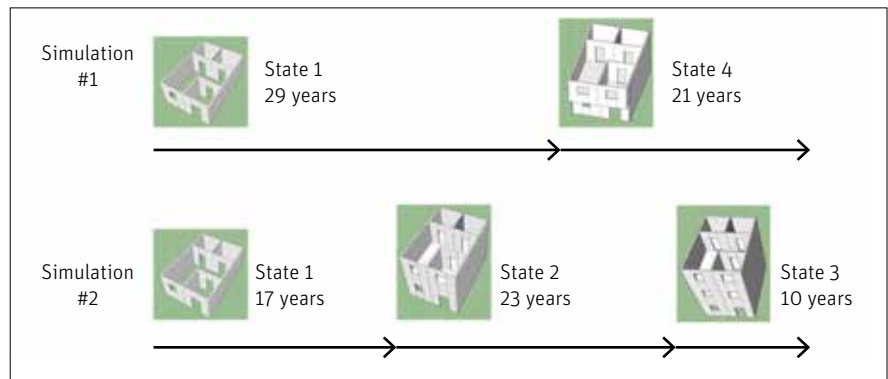 Simulation
#1
State 1
29 years
State 4
21 years
Simulation
#2
State 1
17 years
State 2
23 years
State 3
10 years